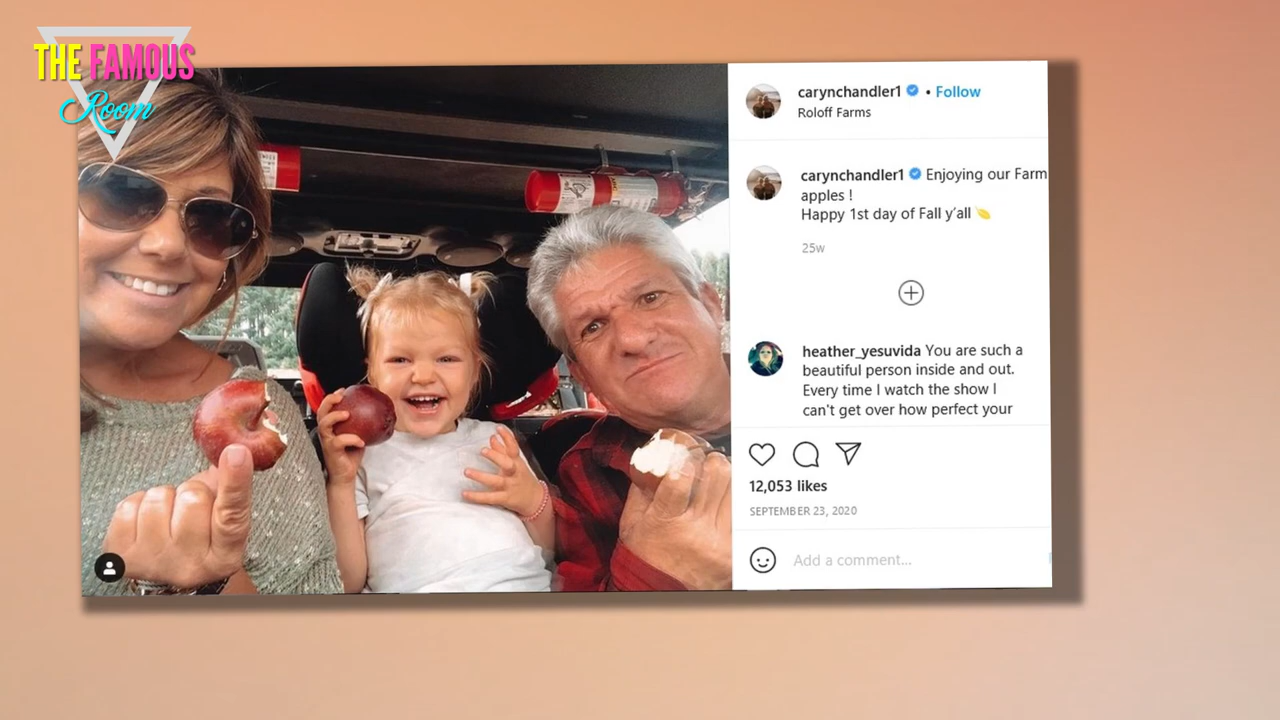 THE FAMOUS
Room
carynchandler1 • Follow
Roloff Farms
carynchandler1 Enjoying our Farm
apples !
Happy 1st day of Fall y'all
25w
heather_yesuvida You are such a
beautiful person inside and out.
Every time I watch the show I
can't get over how perfect your
12,053 likes
SEPTEMBER 23, 2020
Add a comment...